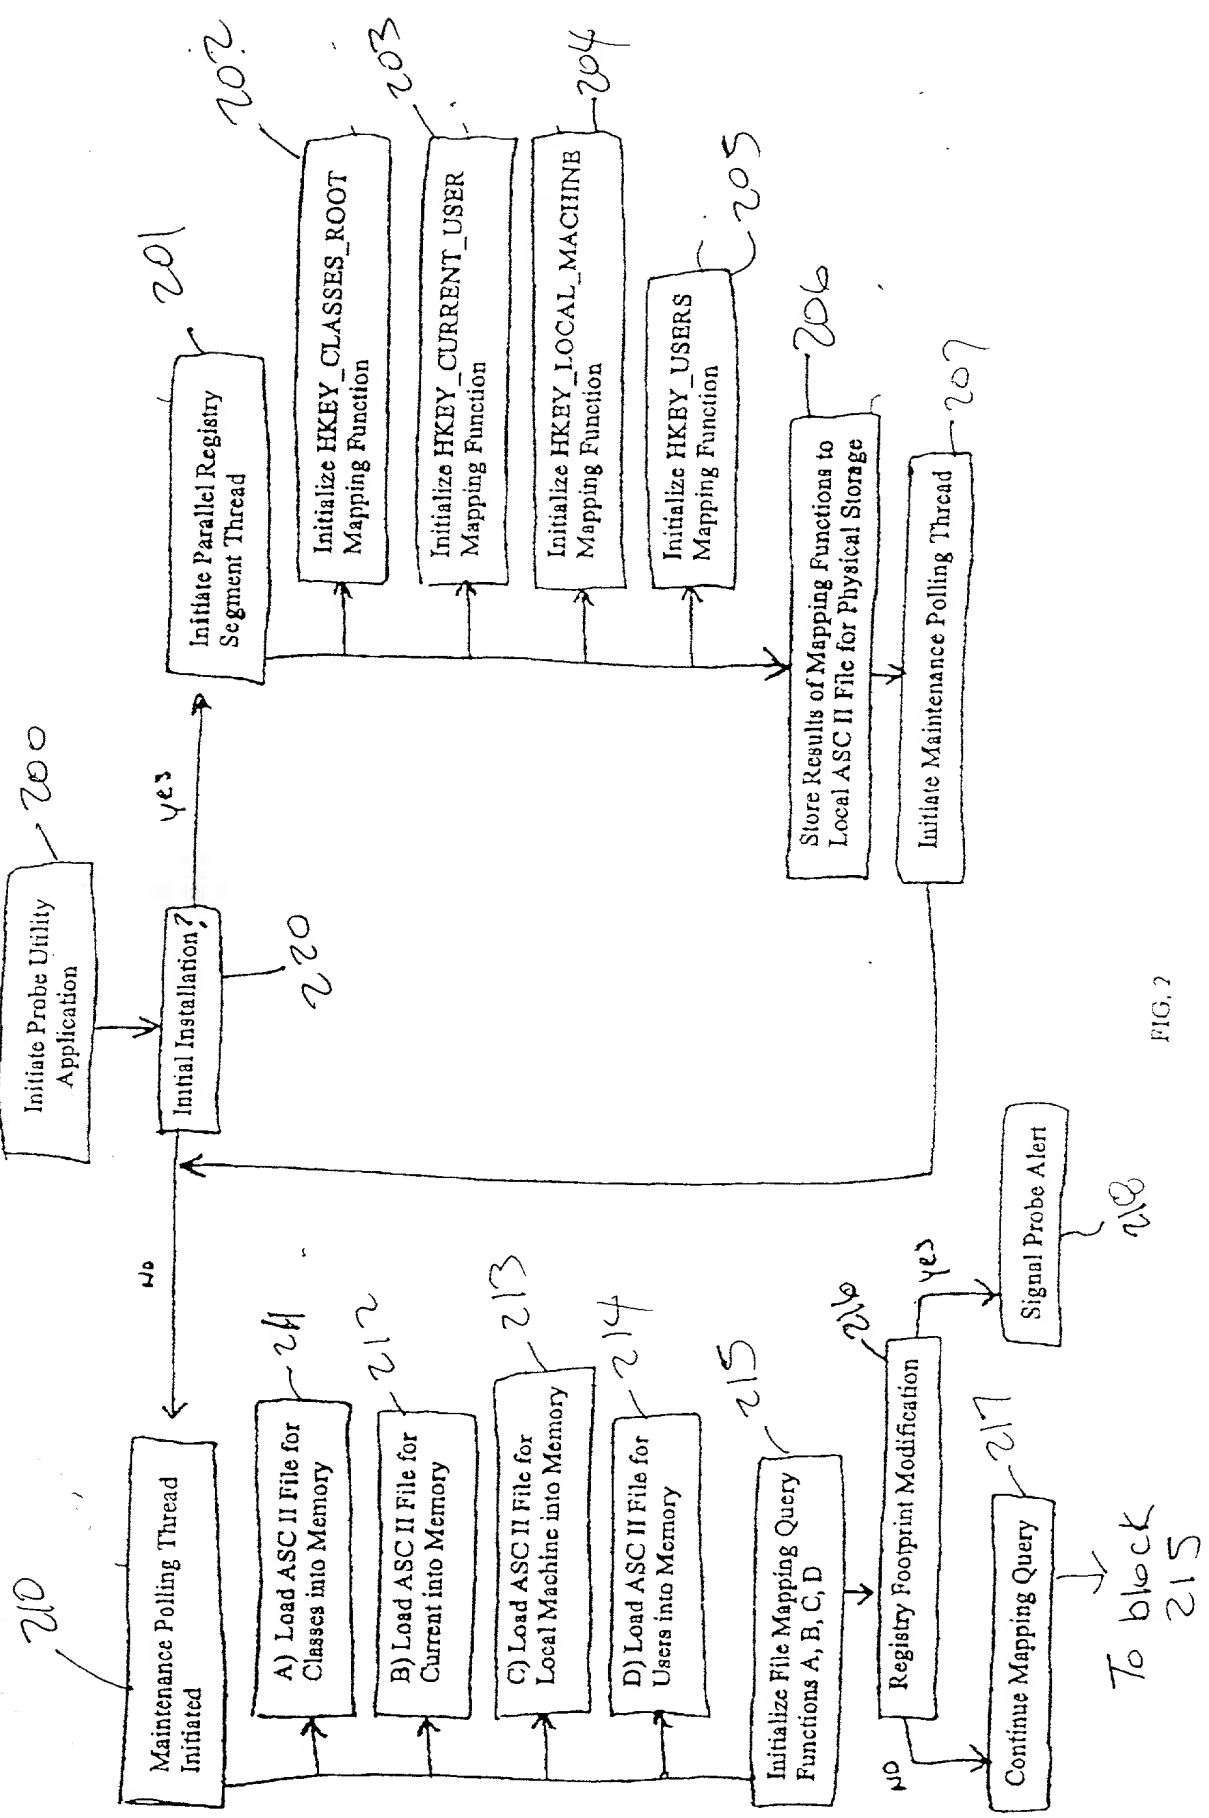 200
Initiate Probe Utility
Application
Initial Installation?
220
NO
yes
210
Maintenance Polling Thread
Initiated
A) Load ASC II File for
Classes into Memory
211
B) Load ASC II File for
Current into Memory
212
C) Load ASC II File for
Local Machine into Memory
213
D) Load ASC II File for
Users into Memory
214
Initialize File Mapping Query
Functions A, B, C, D
215
Registry Footprint Modification
216
NO
yes
Continue Mapping Query
217
Signal Probe Alert
218
To block
215
201
Initiate Parallel Registry
Segment Thread
202
Initialize HKEY_CLASSES_ROOT
Mapping Function
203
Initialize HKEY_CURRENT_USER
Mapping Function
204
Initialize HKEY_LOCAL_MACHINE
Mapping Function
205
Initialize HKEY_USERS
Mapping Function
206
Store Results of Mapping Functions to
Local ASC II File for Physical Storage
207
Initiate Maintenance Polling Thread
FIG. 2